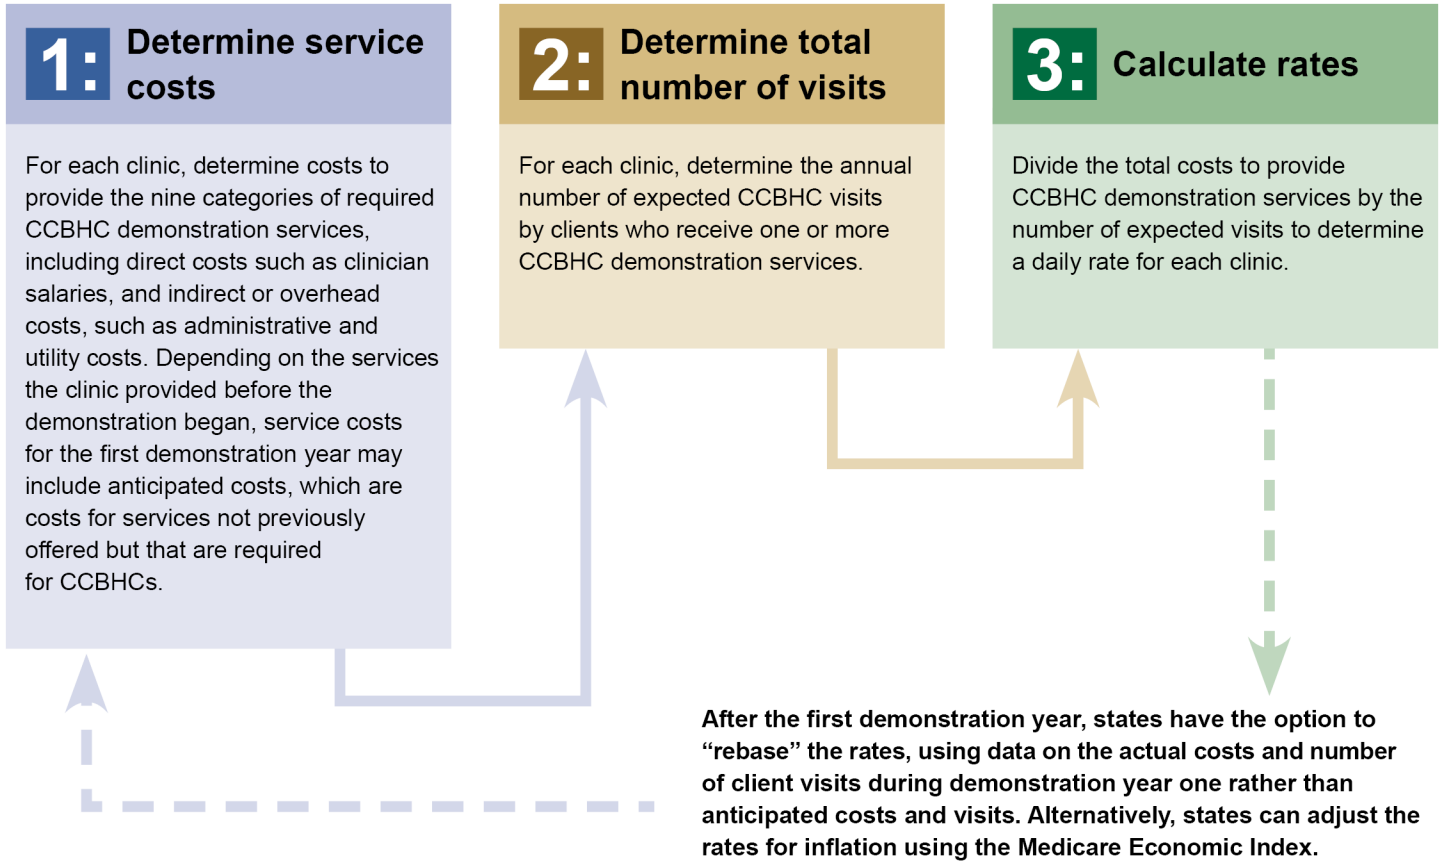 1:
Determine service
costs
For each clinic, determine costs to
provide the nine categories of required
CCBHC demonstration services,
including direct costs such as clinician
salaries, and indirect or overhead
costs, such as administrative and
utility costs. Depending on the services
the clinic provided before the
demonstration began, service costs
for the first demonstration year may
include anticipated costs, which are
costs for services not previously
offered but that are required
for CCBHCs.
2:
Determine total
number of visits
For each clinic, determine the annual
number of expected CCBHC visits
by clients who receive one or more
CCBHC demonstration services.
3:
Calculate rates
Divide the total costs to provide
CCBHC demonstration services by the
number of expected visits to determine
a daily rate for each clinic.
After the first demonstration year, states have the option to
“rebase” the rates, using data on the actual costs and number
of client visits during demonstration year one rather than
anticipated costs and visits. Alternatively, states can adjust the
rates for inflation using the Medicare Economic Index.